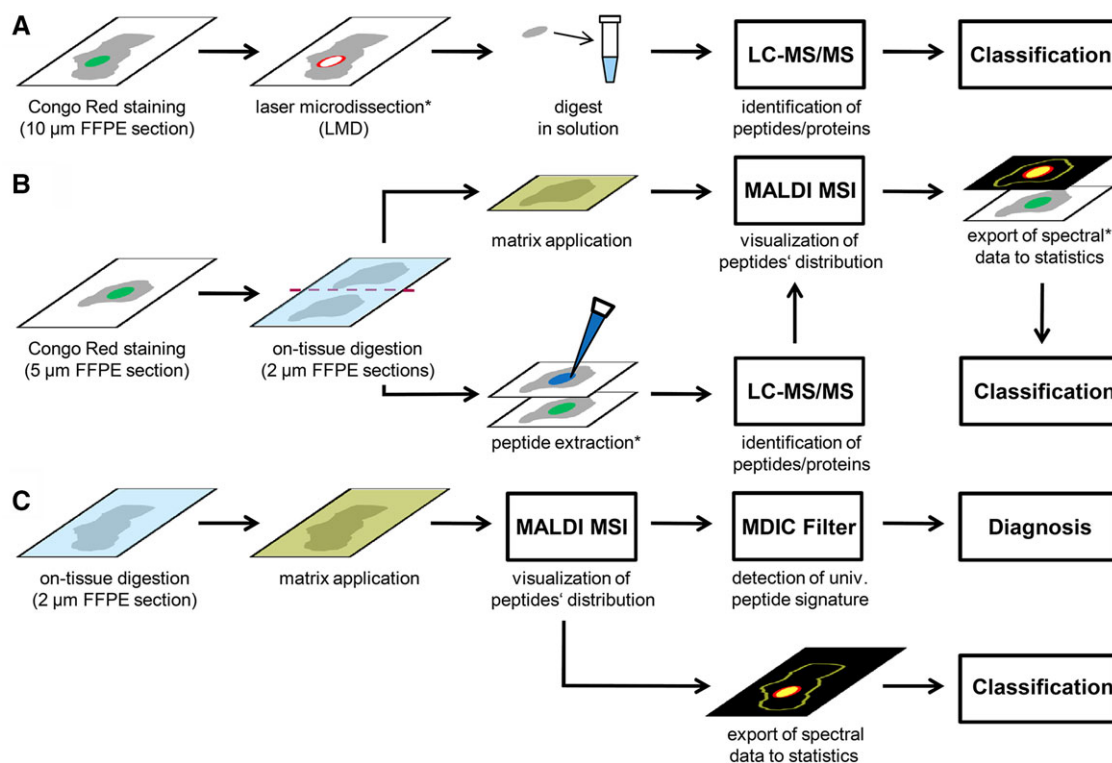 A
Congo Red staining
(10 µm FFPE section)
laser microdissection*
(LMD)
digest
in solution
LC-MS/MS
identification of
peptides/proteins
Classification
B
Congo Red staining
(5 µm FFPE section)
on-tissue digestion
(2 µm FFPE sections)
matrix application
MALDI MSI
visualization of
peptides‘ distribution
export of spectral*
data to statistics
peptide extraction*
LC-MS/MS
identification of
peptides/proteins
Classification
C
on-tissue digestion
(2 µm FFPE section)
matrix application
MALDI MSI
visualization of
peptides‘ distribution
MDIC Filter
detection of univ.
peptide signature
Diagnosis
export of spectral
data to statistics
Classification